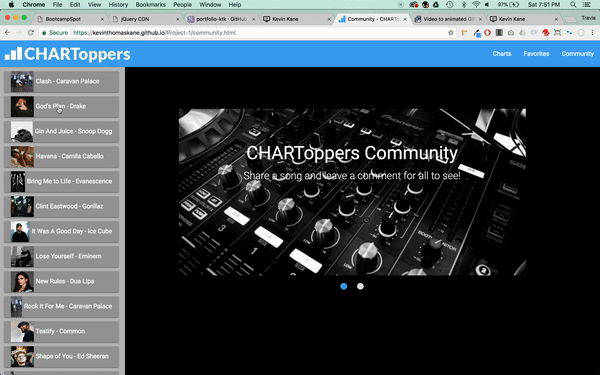 Chrome File Edit View History Bookmarks People Window Help
97% Sat 7:51 PM
BootcampSpot
jQuery CDN
portfolio-ktk - GitHub
Kevin Kane
Community - CHART
Video to animated GI
Kevin Kane
Travis
Secure https://kevinthomaskane.github.io/Project-1/community.html
CHARToppers
Charts Favorites Community
Clash - Caravan Palace
God's Plan - Drake
Gin And Juice - Snoop Dogg
Havana - Camila Cabello
Bring Me to Life - Evanescence
Clint Eastwood - Gorillaz
It Was A Good Day - Ice Cube
Lose Yourself - Eminem
New Rules - Dua Lipa
Rock It For Me - Caravan Palace
Testify - Common
Shape of You - Ed Sheeran
CHARToppers Community
Share a song and leave a comment for all to see!